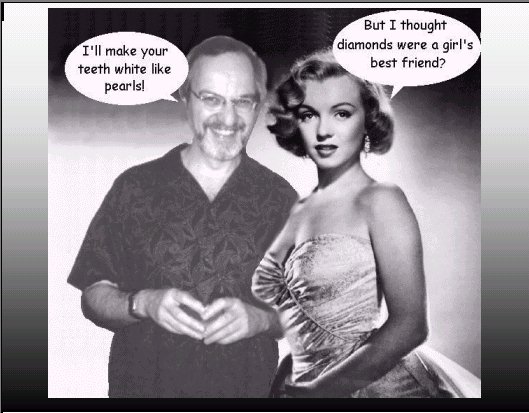 I'll make your
teeth white like
pearls!
But I thought
diamonds were a girl's
best friend?